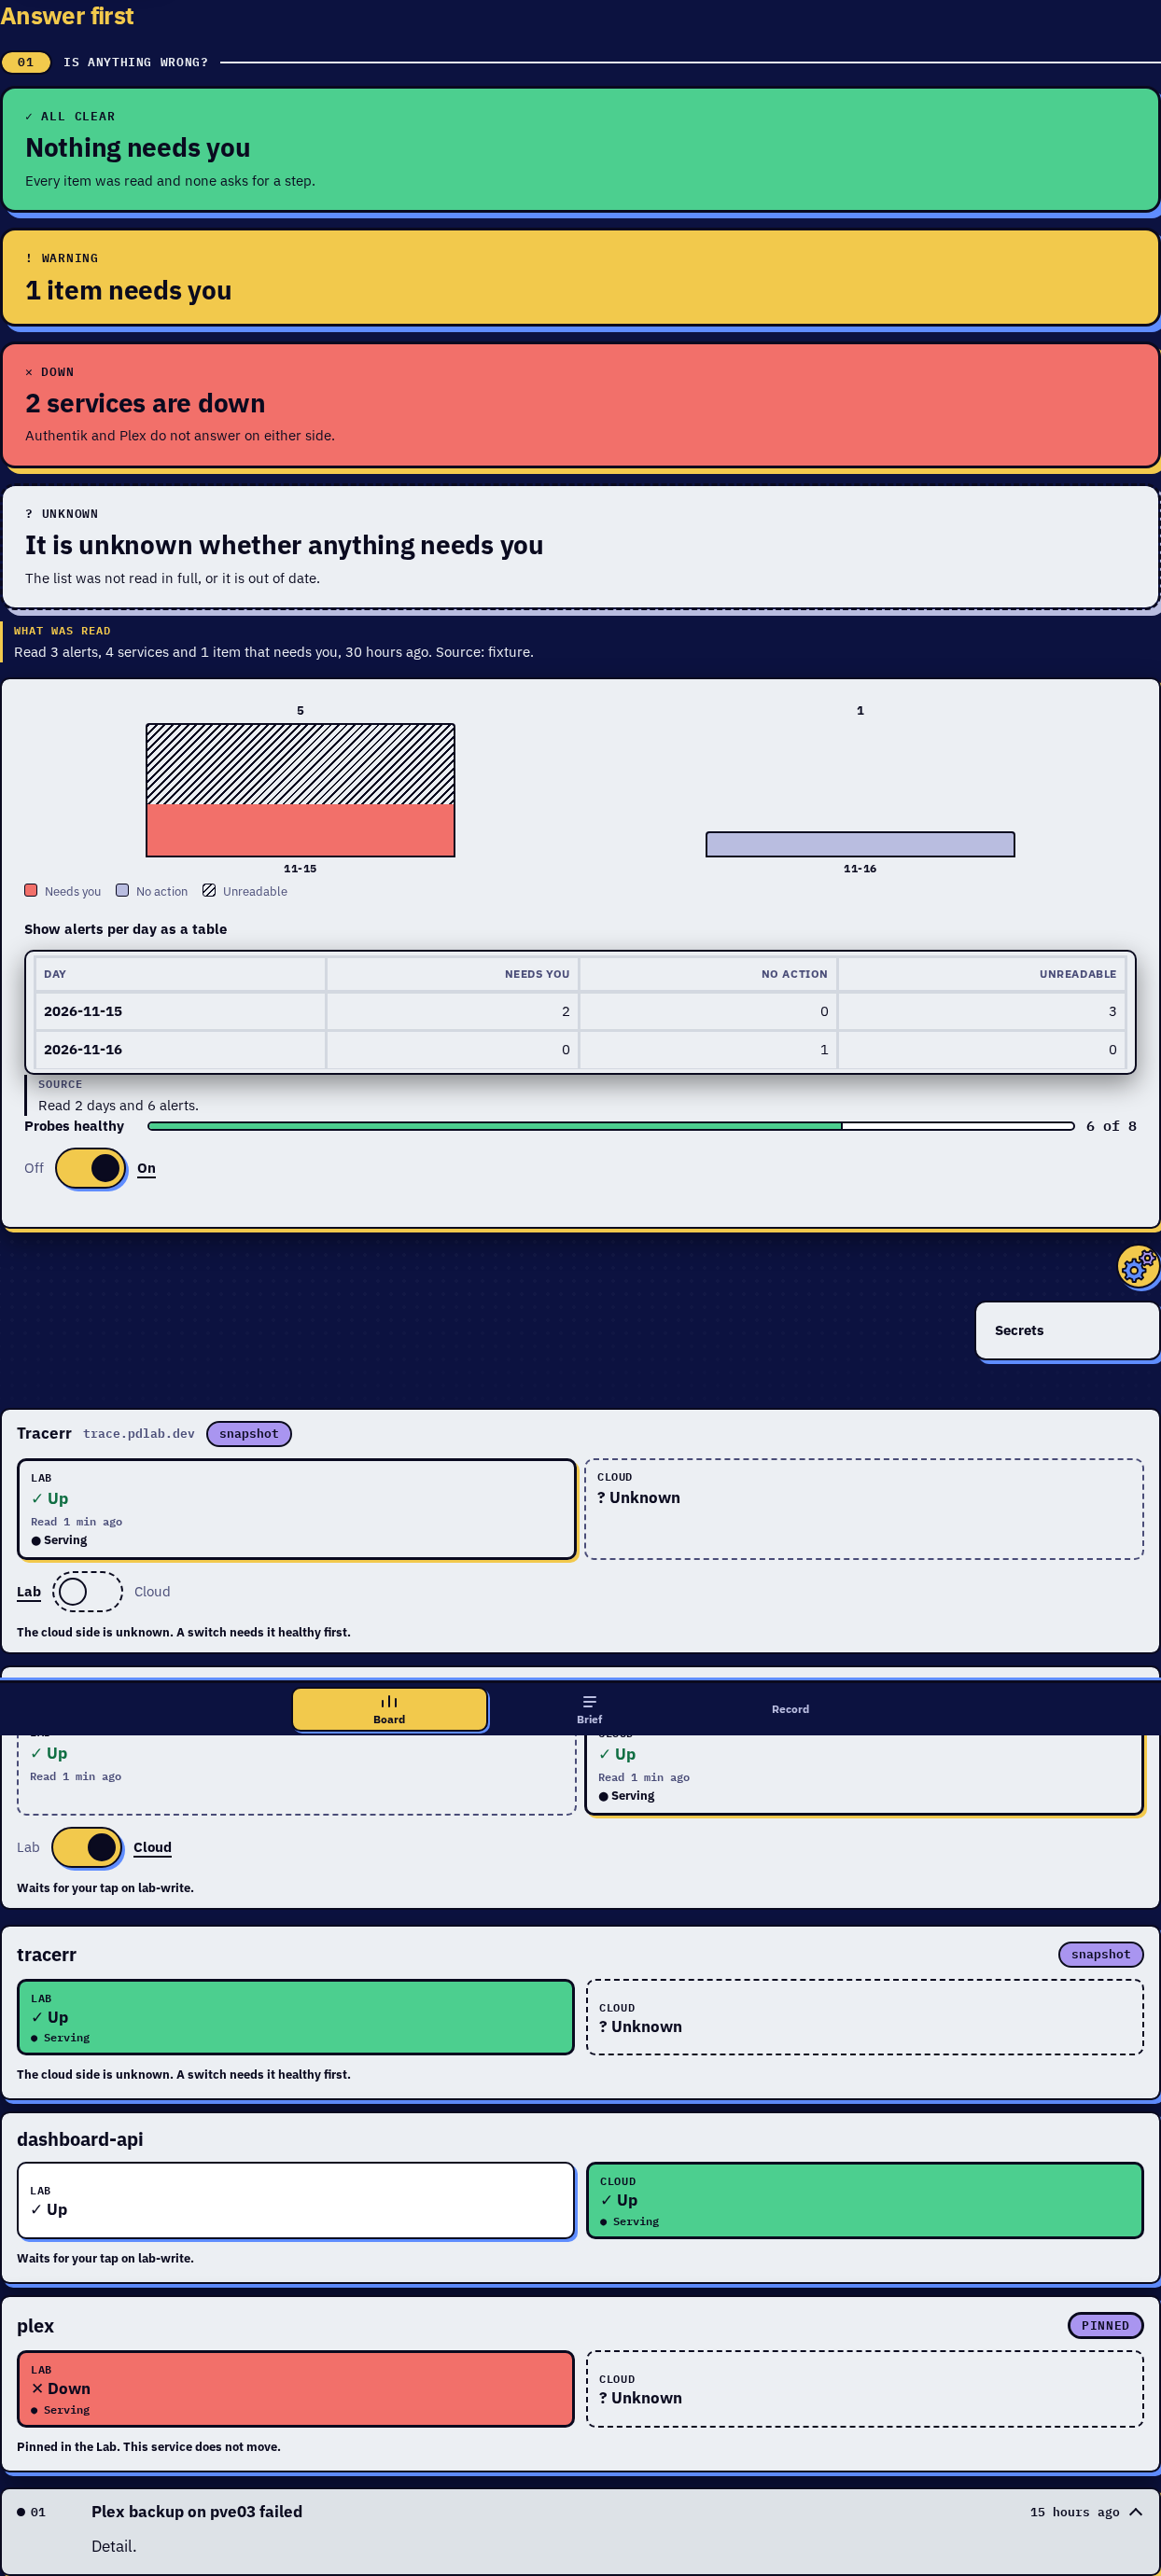 Answer first
01 IS ANYTHING WRONG?
✓ ALL CLEAR
Nothing needs you
Every item was read and none asks for a step.
! WARNING
1 item needs you
✕ DOWN
2 services are down
Authentik and Plex do not answer on either side.
? UNKNOWN
It is unknown whether anything needs you
The list was not read in full, or it is out of date.
WHAT WAS READ
Read 3 alerts, 4 services and 1 item that needs you, 30 hours ago. Source: fixture.
5 1
11-15 11-16
Needs you No action Unreadable
Show alerts per day as a table
DAY NEEDS YOU NO ACTION UNREADABLE
2026-11-15 2 0 3
2026-11-16 0 1 0
SOURCE
Read 2 days and 6 alerts.
Probes healthy 6 of 8
Off On
Secrets
Tracerr trace.pdlab.dev snapshot
LAB
✓ Up
Read 1 min ago
● Serving
CLOUD
? Unknown
Lab Cloud
The cloud side is unknown. A switch needs it healthy first.
Board Brief Record
✓ Up
Read 1 min ago
✓ Up
Read 1 min ago
● Serving
Lab Cloud
Waits for your tap on lab-write.
tracerr snapshot
LAB
✓ Up
● Serving
CLOUD
? Unknown
The cloud side is unknown. A switch needs it healthy first.
dashboard-api
LAB
✓ Up
CLOUD
✓ Up
● Serving
Waits for your tap on lab-write.
plex PINNED
LAB
✕ Down
● Serving
CLOUD
? Unknown
Pinned in the Lab. This service does not move.
● 01 Plex backup on pve03 failed 15 hours ago
Detail.